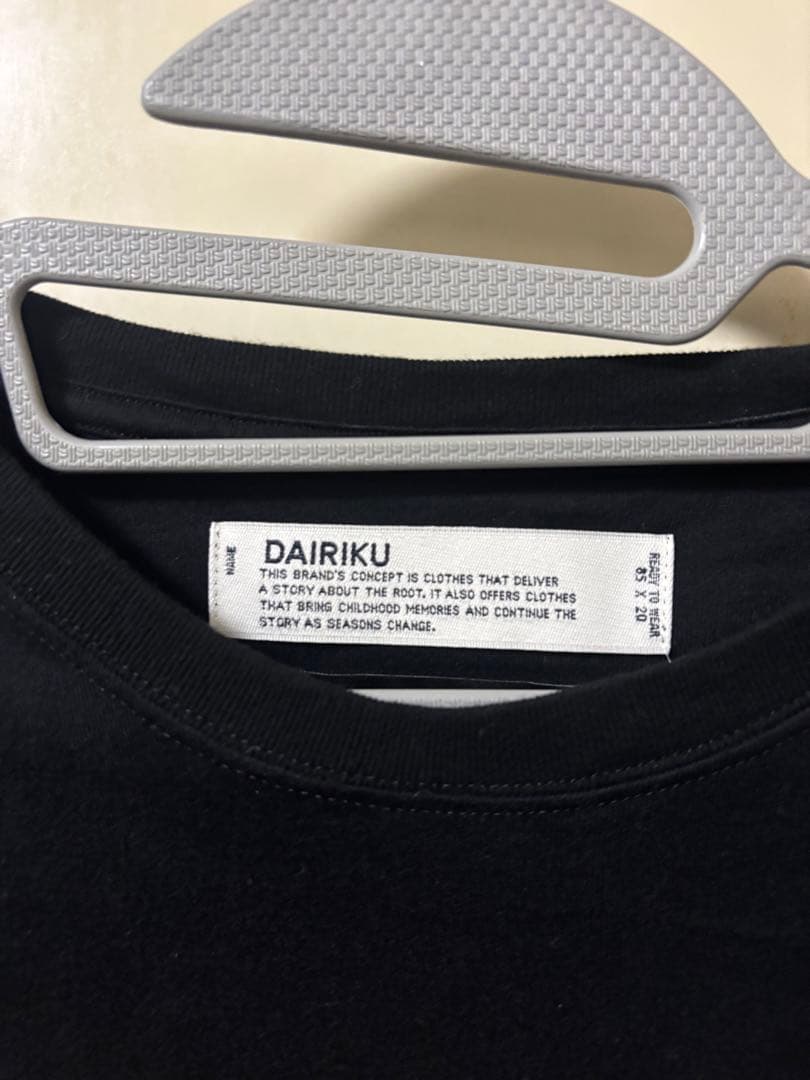 NAME
DAIRIKU
THIS BRAND'S CONCEPT IS CLOTHES THAT DELIVER
A STORY ABOUT THE ROOT. IT ALSO OFFERS CLOTHES
THAT BRING CHILDHOOD MEMORIES AND CONTINUE THE
STORY AS SEASONS CHANGE.
READY TO WEAR
85 X 20